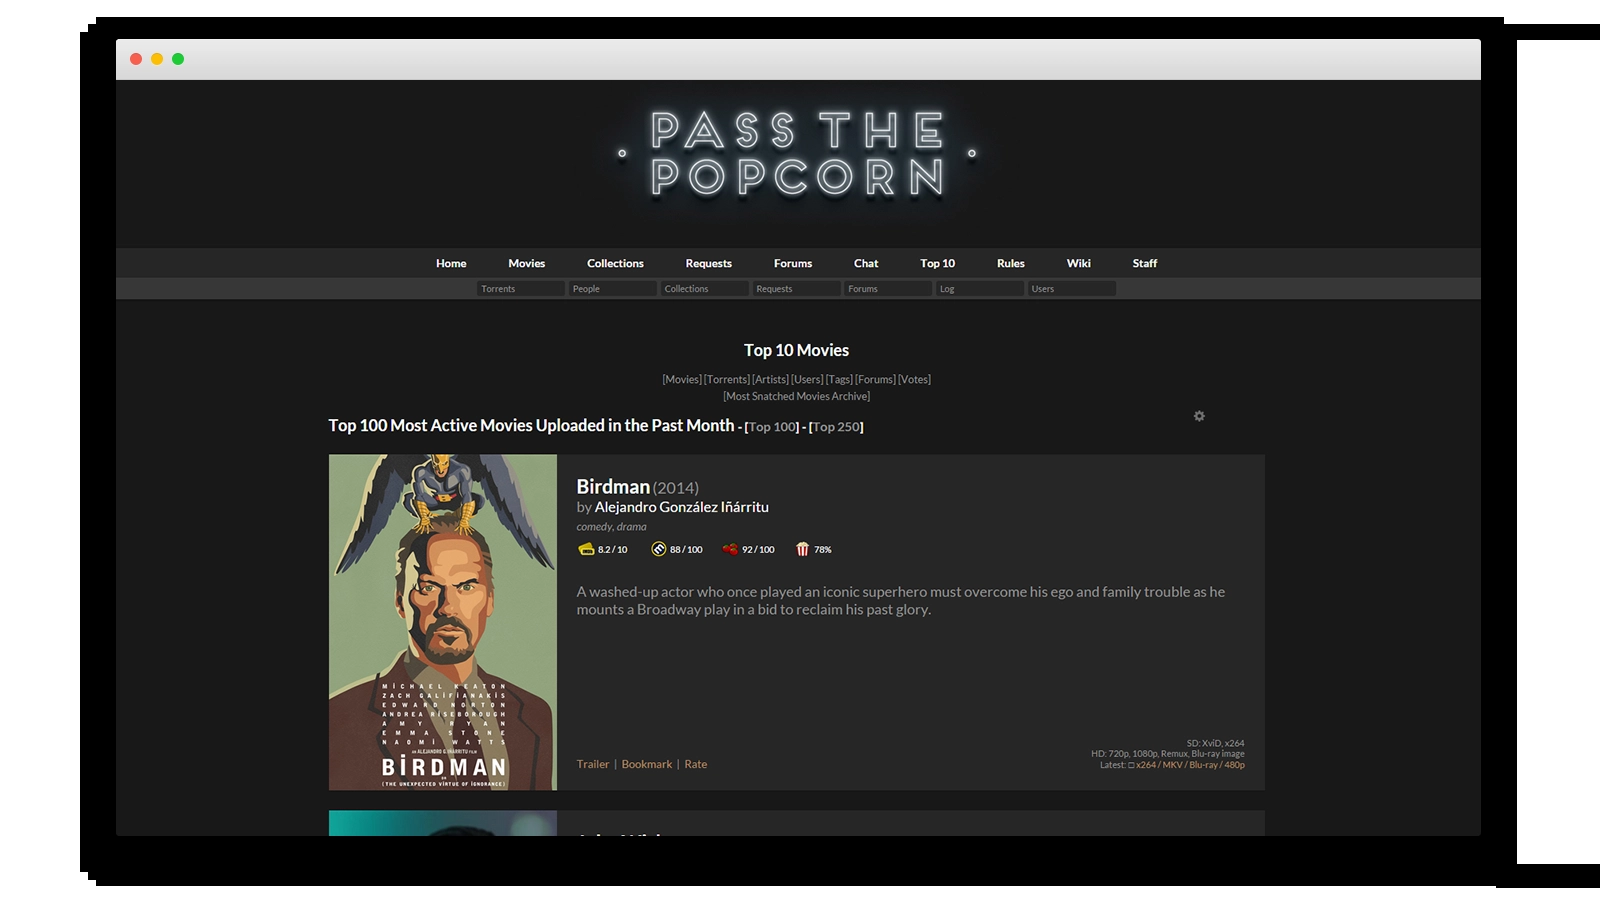 PASS THE
POPCORN
Home Movies Collections Requests Forums Chat Top 10 Rules Wiki Staff
Torrents People Collections Requests Forums Log Users
Top 10 Movies
[Movies] [Torrents] [Artists] [Users] [Tags] [Forums] [Votes]
[Most Snatched Movies Archive]
Top 100 Most Active Movies Uploaded in the Past Month - [Top 100] - [Top 250]
Birdman (2014)
by Alejandro González Iñárritu
comedy, drama
8.2 / 10 88 / 100 92 / 100 78%
A washed-up actor who once played an iconic superhero must overcome his ego and family trouble as he
mounts a Broadway play in a bid to reclaim his past glory.
SD: XviD, x264
HD: 720p, 1080p, Remux, Blu-ray image
Latest: □ x264 / MKV / Blu-ray / 480p
Trailer | Bookmark | Rate
MiCHAEL KEATON
ZACH GALiFiANAKiS
EDWARD NORTON
ANDREA RiSEBOROUGH
AMY RYAN
EMMA STONE
NAOMi WATTS
AN ALEJANDRO G. IÑÁRRITU FILM
BiRDMAN
OR
(THE UNEXPECTED VIRTUE OF IGNORANCE)